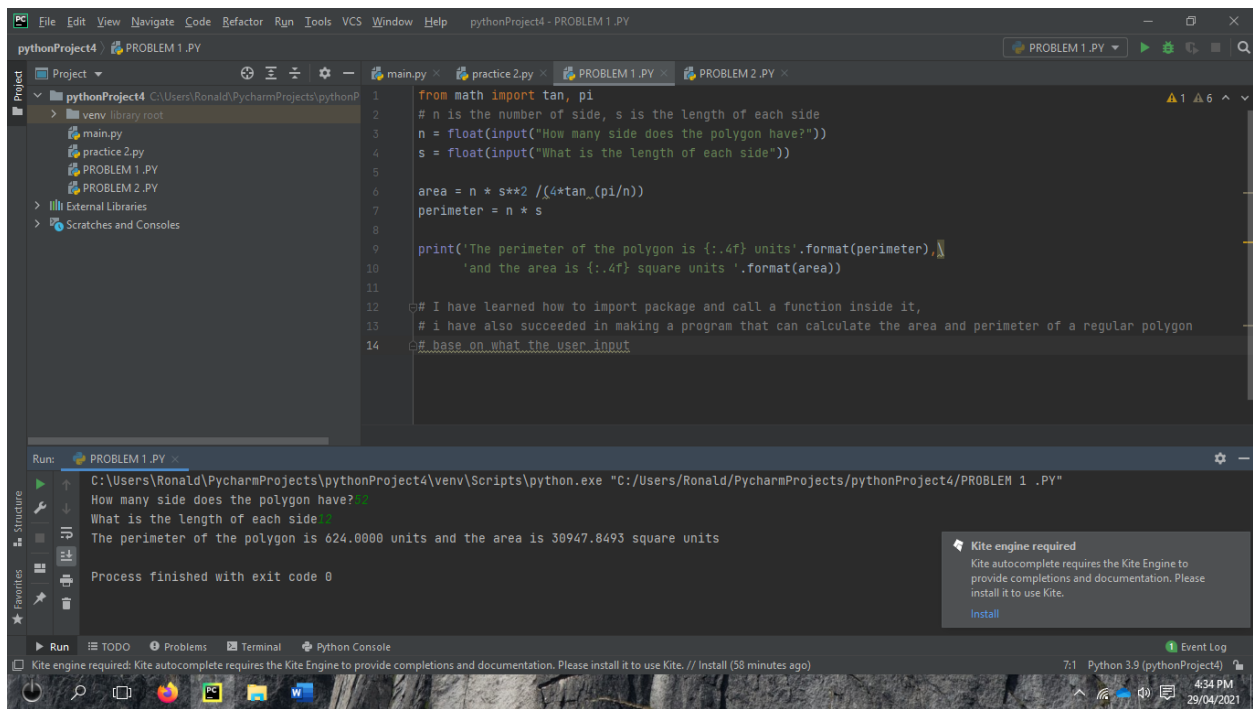 File Edit View Navigate Code Refactor Run Tools VCS Window Help pythonProject4 - PROBLEM 1 .PY
pythonProject4 PROBLEM 1 .PY
PROBLEM 1 .PY
Project
main.py practice 2.py PROBLEM 1 .PY PROBLEM 2 .PY
pythonProject4 C:\Users\Ronald\PycharmProjects\pythonP
venv library root
main.py
practice 2.py
PROBLEM 1 .PY
PROBLEM 2 .PY
External Libraries
Scratches and Consoles
Project
1 from math import tan, pi
1 6
2 # n is the number of side, s is the length of each side
3 n = float(input("How many side does the polygon have?"))
4 s = float(input("What is the length of each side"))
5
6 area = n * s**2 /(4*tan (pi/n))
7 perimeter = n * s
8
9 print('The perimeter of the polygon is {:.4f} units'.format(perimeter),\
10 'and the area is {:.4f} square units '.format(area))
11
12 # I have learned how to import package and call a function inside it,
13 # i have also succeeded in making a program that can calculate the area and perimeter of a regular polygon
14 # base on what the user input
Run: PROBLEM 1 .PY
C:\Users\Ronald\PycharmProjects\pythonProject4\venv\Scripts\python.exe "C:/Users/Ronald/PycharmProjects/pythonProject4/PROBLEM 1 .PY"
How many side does the polygon have?52
What is the length of each side12
The perimeter of the polygon is 624.0000 units and the area is 30947.8493 square units
Process finished with exit code 0
Structure
Favorites
Kite engine required
Kite autocomplete requires the Kite Engine to
provide completions and documentation. Please
install it to use Kite.
Install
Run TODO Problems Terminal Python Console
1 Event Log
Kite engine required: Kite autocomplete requires the Kite Engine to provide completions and documentation. Please install it to use Kite. // Install (58 minutes ago)
7:1 Python 3.9 (pythonProject4)
4:34 PM
29/04/2021